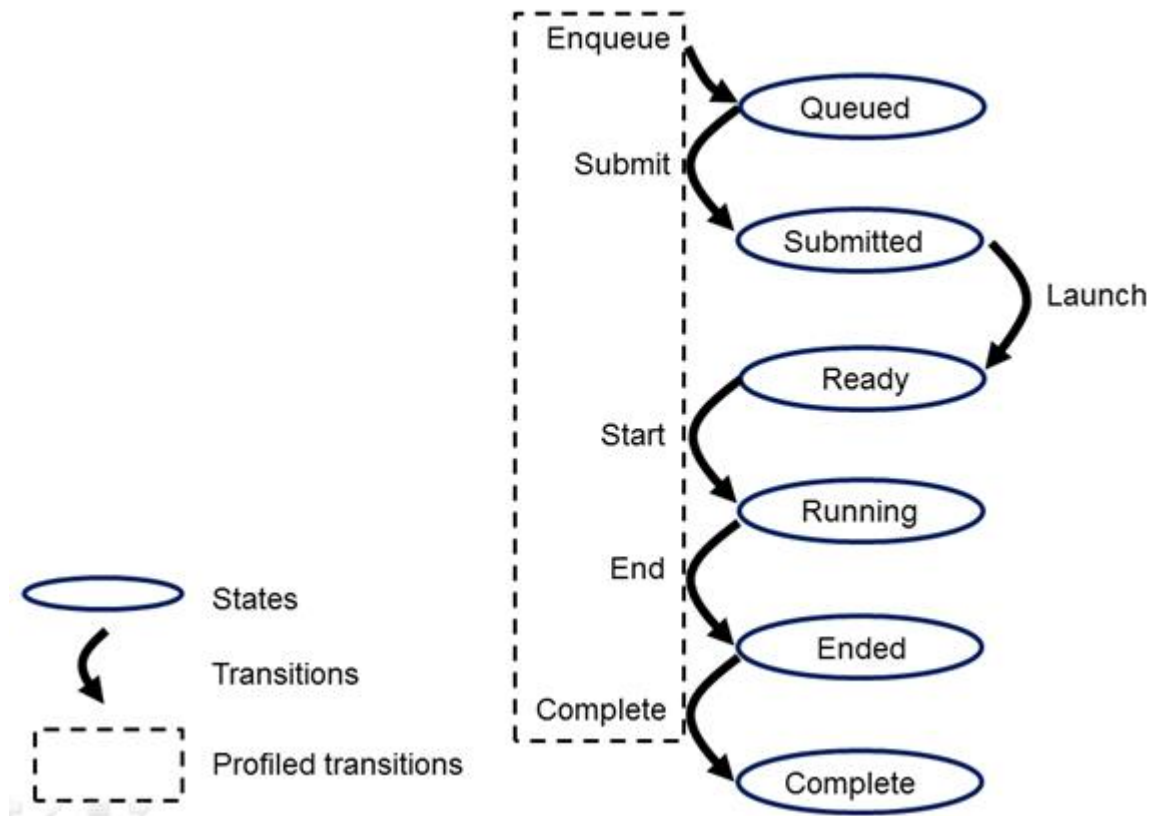 Enqueue
Queued
Submit
Submitted
Launch
Ready
Start
Running
End
Ended
Complete
Complete
States
Transitions
Profiled transitions